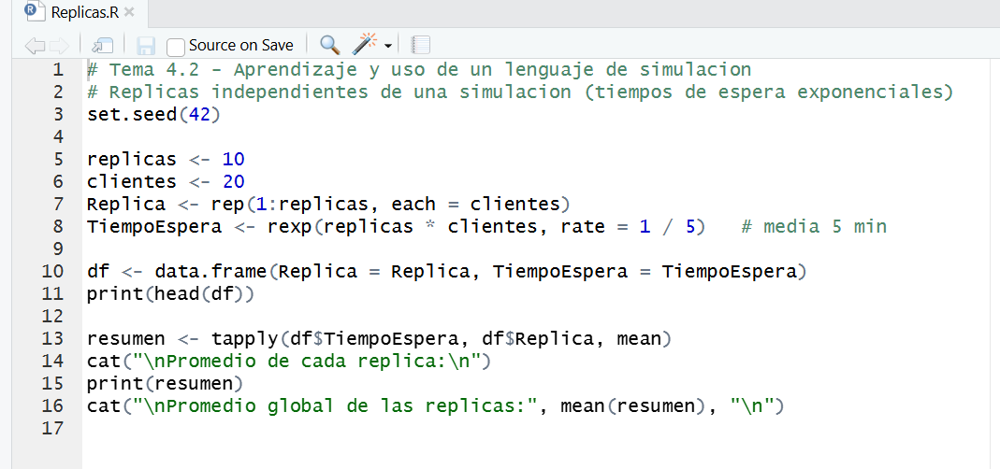 Replicas.R
Source on Save
1 # Tema 4.2 - Aprendizaje y uso de un lenguaje de simulacion
2 # Replicas independientes de una simulacion (tiempos de espera exponenciales)
3 set.seed(42)
4
5 replicas <- 10
6 clientes <- 20
7 Replica <- rep(1:replicas, each = clientes)
8 TiempoEspera <- rexp(replicas * clientes, rate = 1 / 5)   # media 5 min
9
10 df <- data.frame(Replica = Replica, TiempoEspera = TiempoEspera)
11 print(head(df))
12
13 resumen <- tapply(df$TiempoEspera, df$Replica, mean)
14 cat("\nPromedio de cada replica:\n")
15 print(resumen)
16 cat("\nPromedio global de las replicas:", mean(resumen), "\n")
17